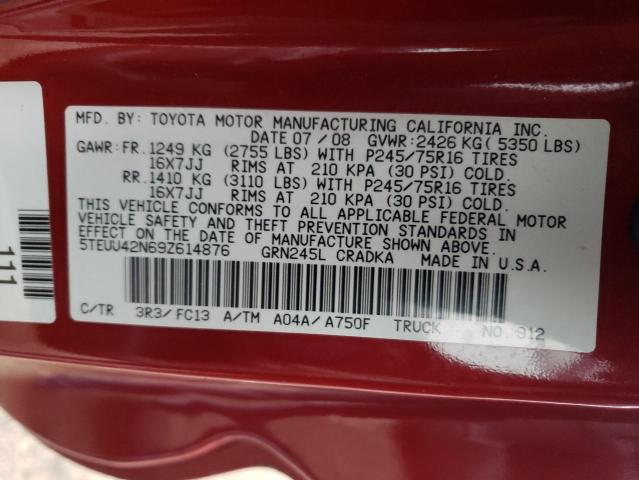 MFD. BY: TOYOTA MOTOR MANUFACTURING CALIFORNIA INC.
DATE 07/08 GVWR:2426 KG( 5350 LBS)
GAWR:FR.1249 KG (2755 LBS) WITH P245/75R16 TIRES
16X7JJ RIMS AT 210 KPA (30 PSI) COLD.
RR.1410 KG (3110 LBS) WITH P245/75R16 TIRES
16X7JJ RIMS AT 210 KPA (30 PSI) COLD.
THIS VEHICLE CONFORMS TO ALL APPLICABLE FEDERAL MOTOR
VEHICLE SAFETY AND THEFT PREVENTION STANDARDS IN
EFFECT ON THE DATE OF MANUFACTURE SHOWN ABOVE.
5TEUU42N69Z614876 GRN245L CRADKA MADE IN U.S.A.
C/TR 3R3/FC13 A/TM A04A/A750F TRUCK NO. 912
111